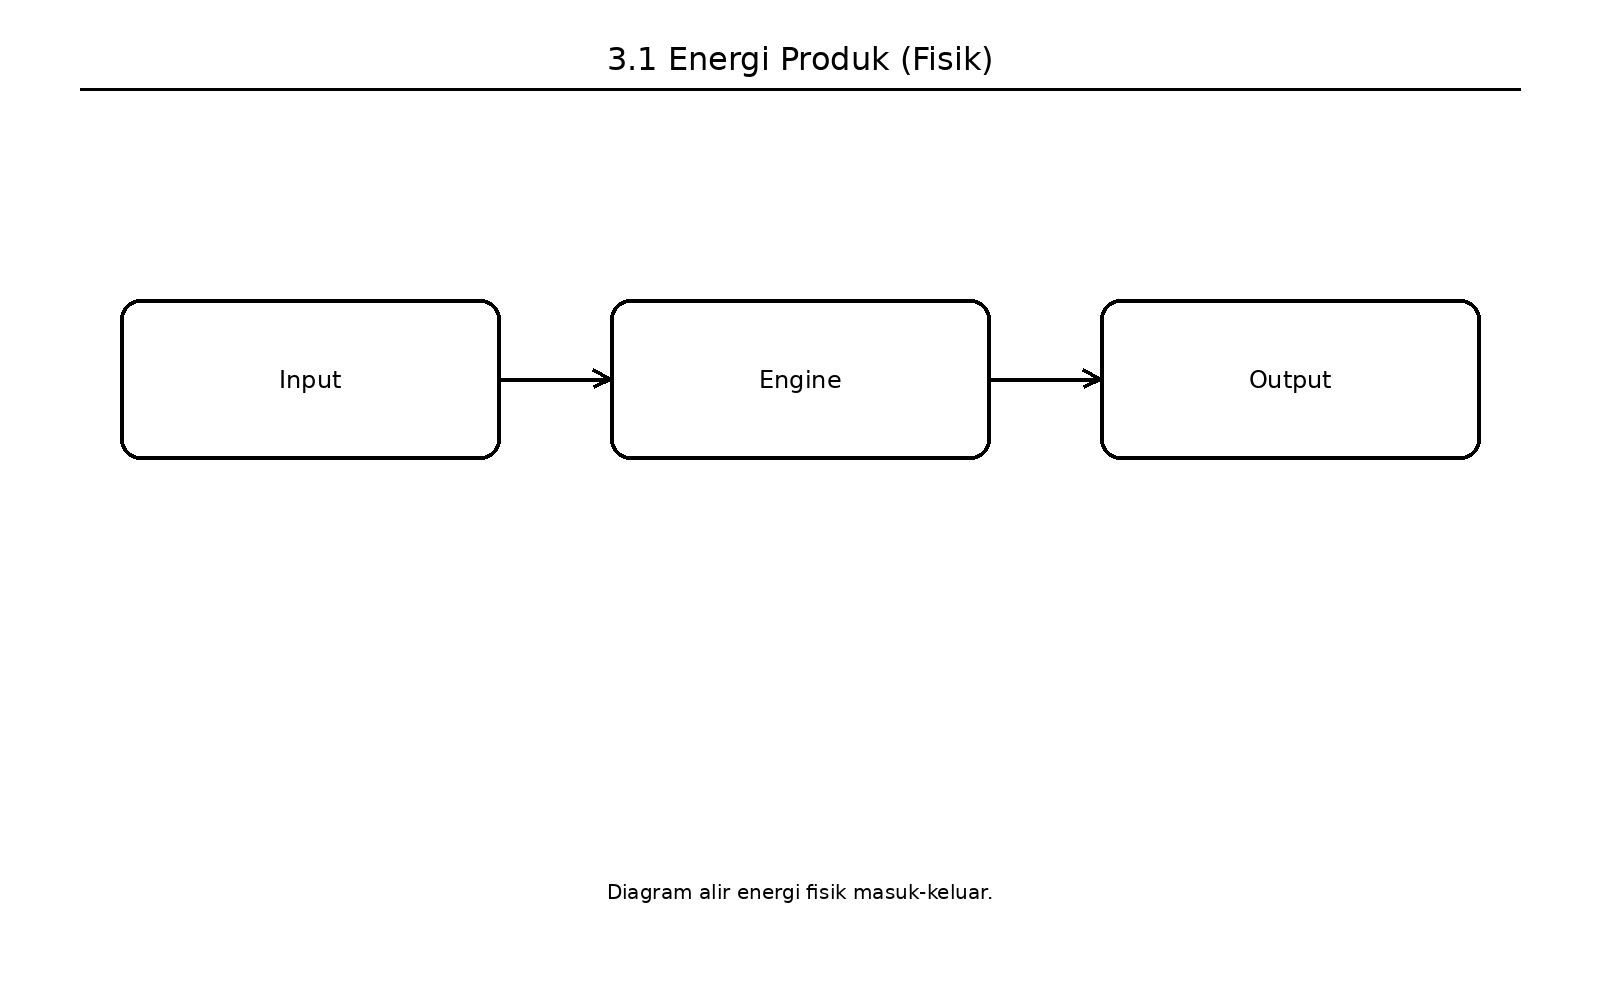 3.1 Energi Produk (Fisik)
Input
Engine
Output
Diagram alir energi fisik masuk-keluar.